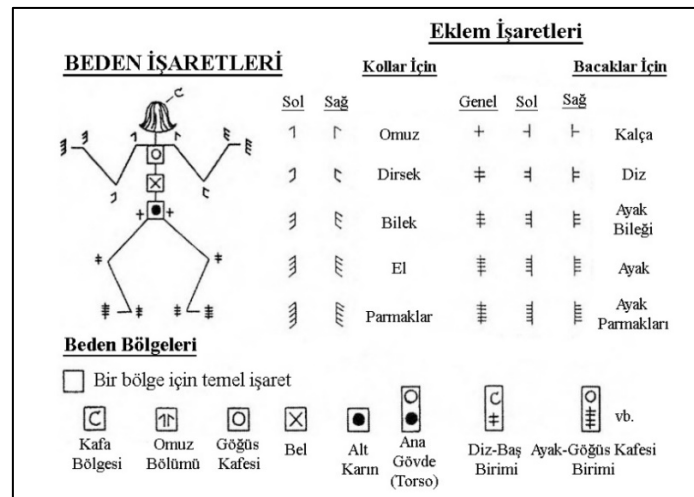 Eklem İşaretleri
BEDEN İŞARETLERİ
Kollar İçin
Bacaklar İçin
Sol Sağ
Genel Sol Sağ
Omuz
Kalça
Dirsek
Diz
Bilek
Ayak
Bileği
El
Ayak
Parmaklar
Ayak
Parmakları
Beden Bölgeleri
Bir bölge için temel işaret
vb.
Kafa
Bölgesi
Omuz
Bölümü
Göğüs
Kafesi
Bel
Alt
Karın
Ana
Gövde
(Torso)
Diz-Baş
Birimi
Ayak-Göğüs Kafesi
Birimi